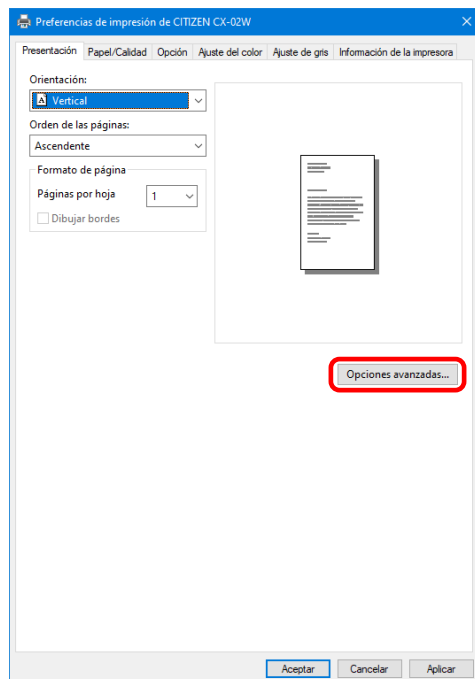 Preferencias de impresión de CITIZEN CX-02W
Presentación Papel/Calidad Opción Ajuste del color Ajuste de gris Información de la impresora
Orientación:
Vertical
Orden de las páginas:
Ascendente
Formato de página
Páginas por hoja 1
Dibujar bordes
Opciones avanzadas...
Aceptar Cancelar Aplicar